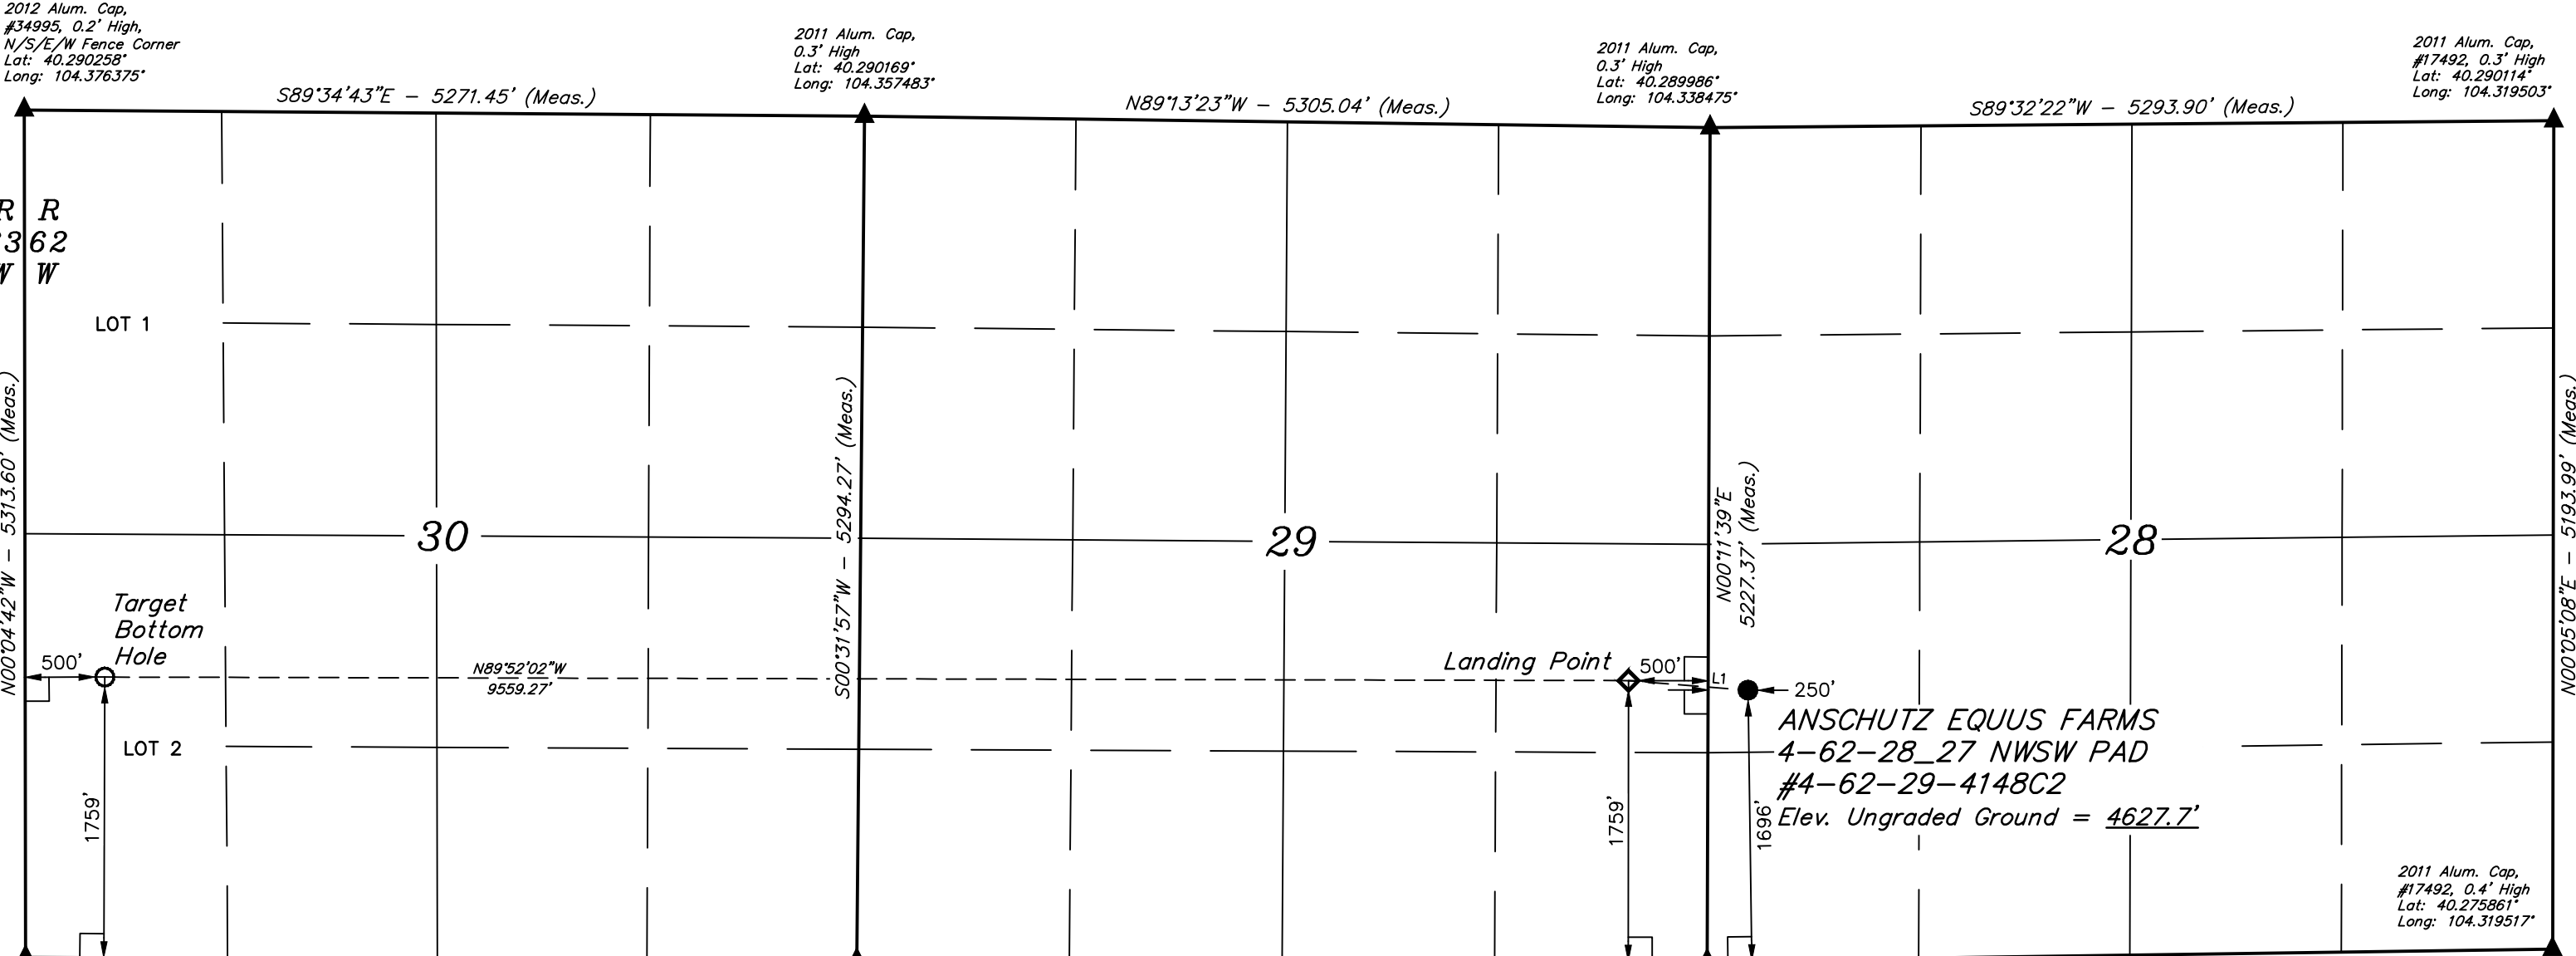 2012 Alum. Cap,
#34995, 0.2' High,
N/S/E/W Fence Corner
Lat: 40.290258°
Long: 104.376375°
2011 Alum. Cap,
0.3' High
Lat: 40.290169°
Long: 104.357483°
2011 Alum. Cap,
0.3' High
Lat: 40.289986°
Long: 104.338475°
2011 Alum. Cap,
#17492, 0.3' High
Lat: 40.290114°
Long: 104.319503°
S89°34'43"E - 5271.45' (Meas.)
N89°13'23"W - 5305.04' (Meas.)
S89°32'22"W - 5293.90' (Meas.)
R R
62
W W
LOT 1
N00°04'42"W - 5313.60' (Meas.)
S00°31'57"W - 5294.27' (Meas.)
N00°11'39"E
5227.37' (Meas.)
N00°05'08"E - 5193.99' (Meas.)
30
29
28
Target
Bottom
Hole
500'
N89°52'02"W
9559.27'
Landing Point
500'
L1
250'
LOT 2
1759'
1759'
1696'
ANSCHUTZ EQUUS FARMS
4-62-28_27 NWSW PAD
#4-62-29-4148C2
Elev. Ungraded Ground = 4627.7'
2011 Alum. Cap,
#17492, 0.4' High
Lat: 40.275861°
Long: 104.319517°